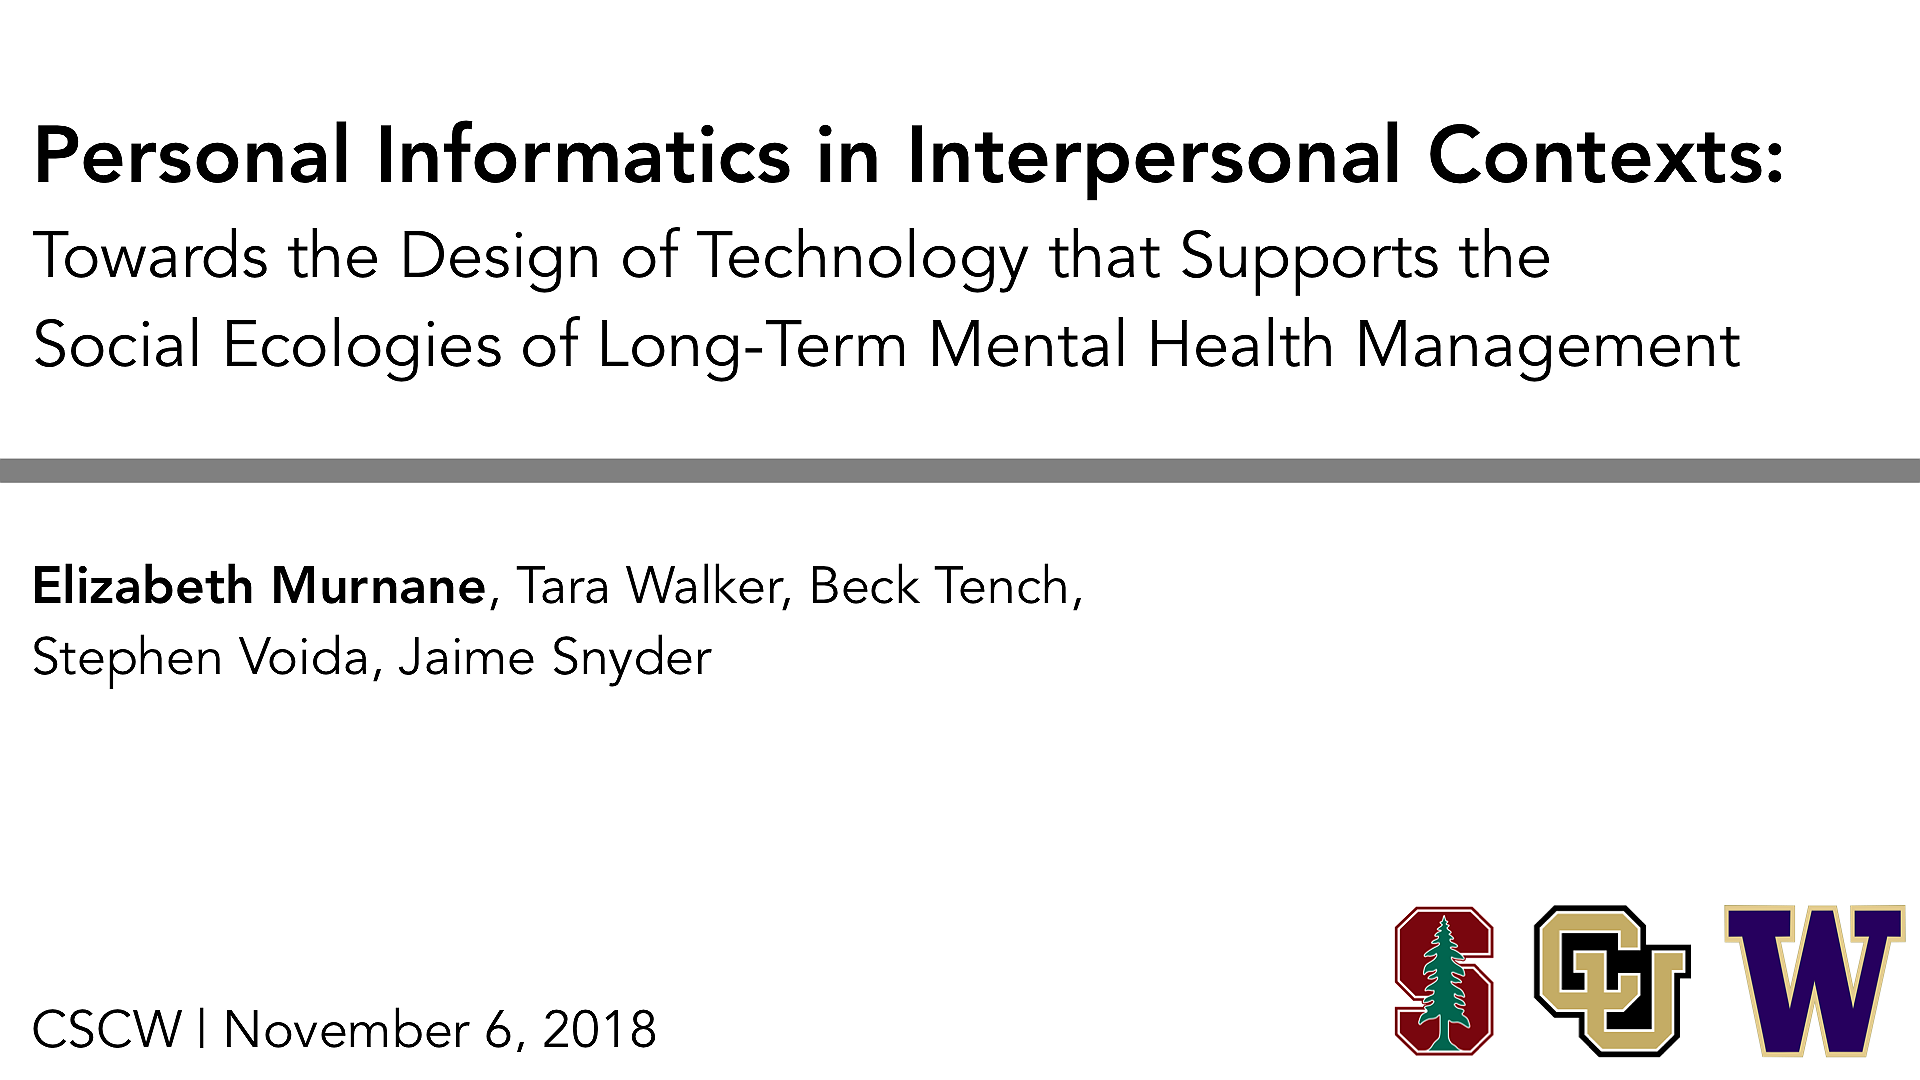 Personal Informatics in Interpersonal Contexts:
Towards the Design of Technology that Supports the
Social Ecologies of Long-Term Mental Health Management
Elizabeth Murnane, Tara Walker, Beck Tench,
Stephen Voida, Jaime Snyder
CSCW | November 6, 2018
S CU W